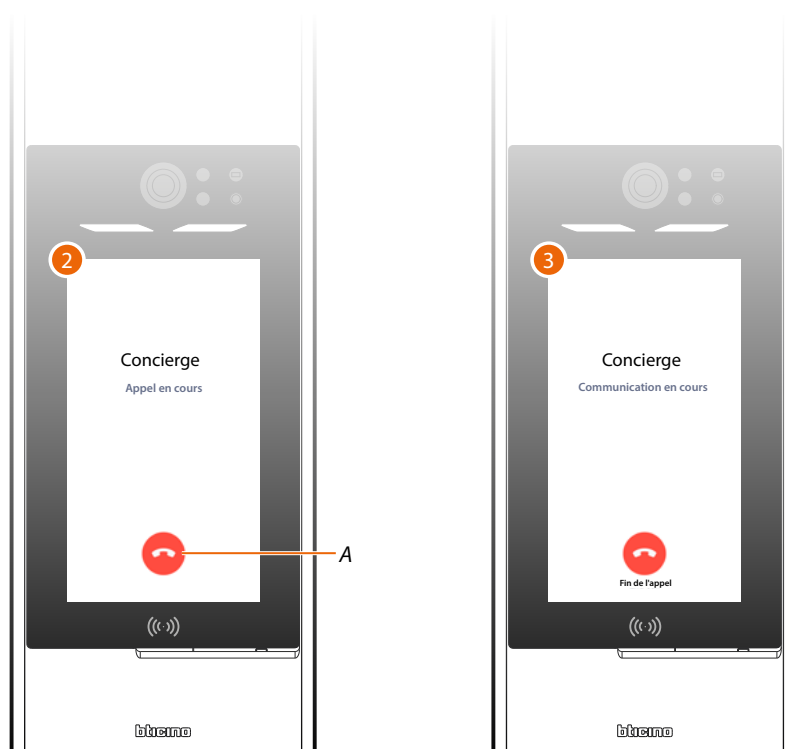 2
Concierge
Appel en cours
A
bticino
3
Concierge
Communication en cours
Fin de l'appel
bticino